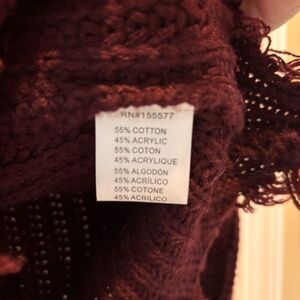 RN#155577
55% COTTON
45% ACRYLIC
55% COTON
45% ACRYLIQUE
55% ALGODÓN
45% ACRÍLICO
55% COTONE
45% ACRILICO